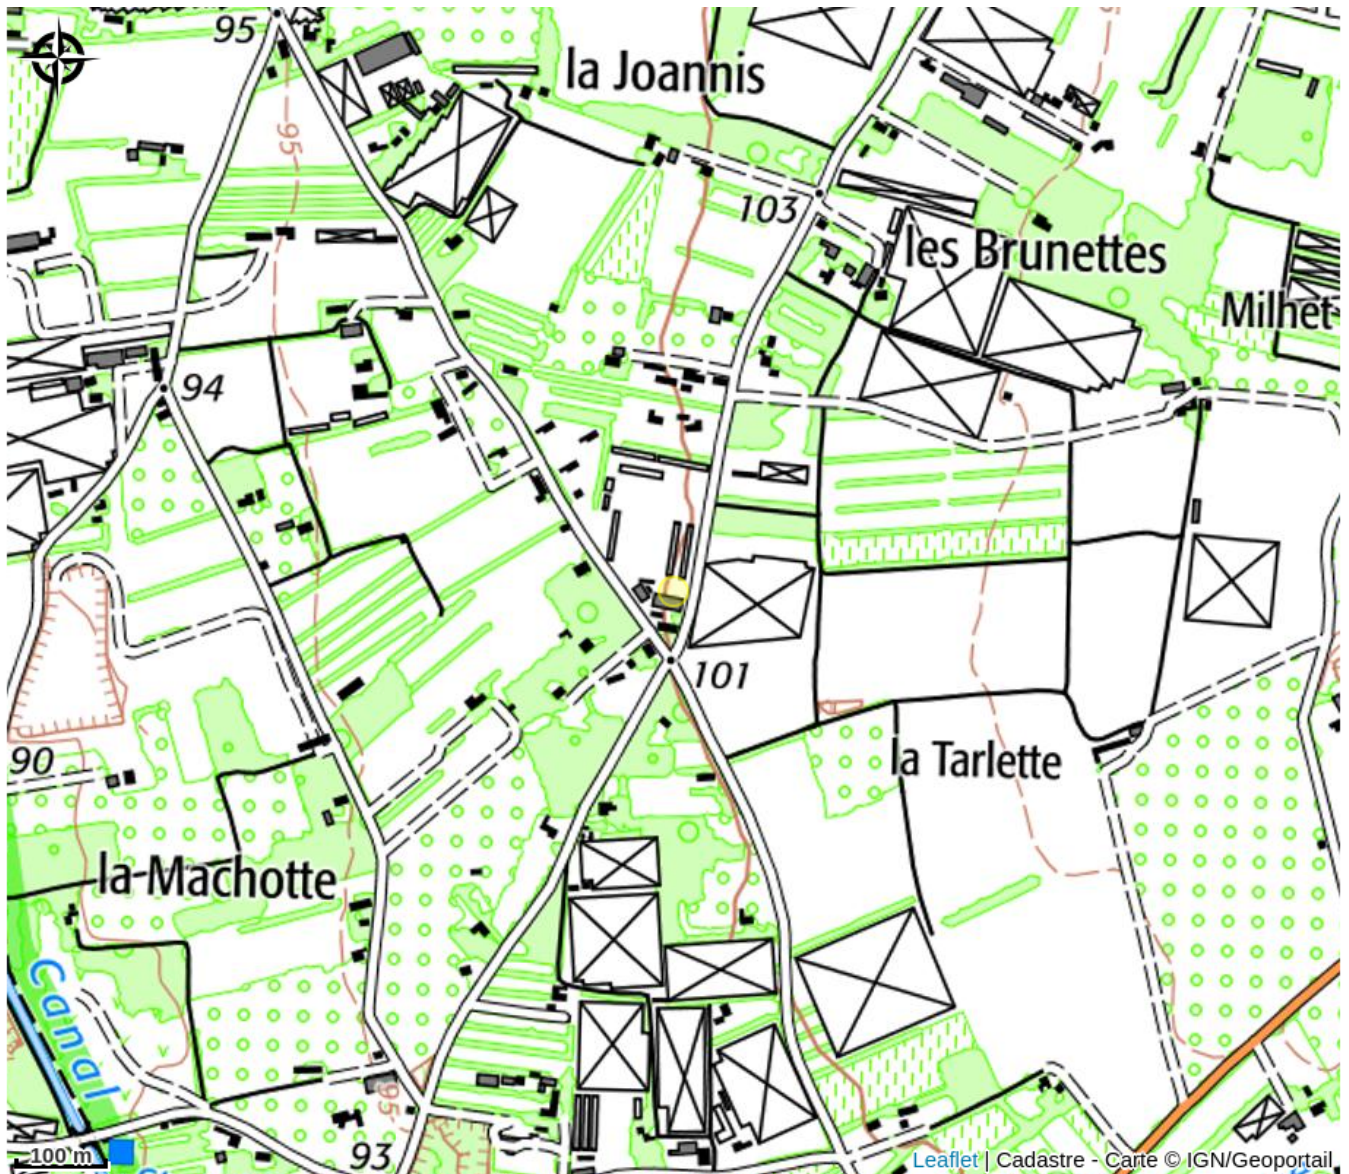 95
la Joannis
95
103
les Brunettes
Milhet
94
101
90
la Tarlette
la Machotte
Canal
95
93
100 m
Leaflet | Cadastre - Carte © IGN/Geoportail